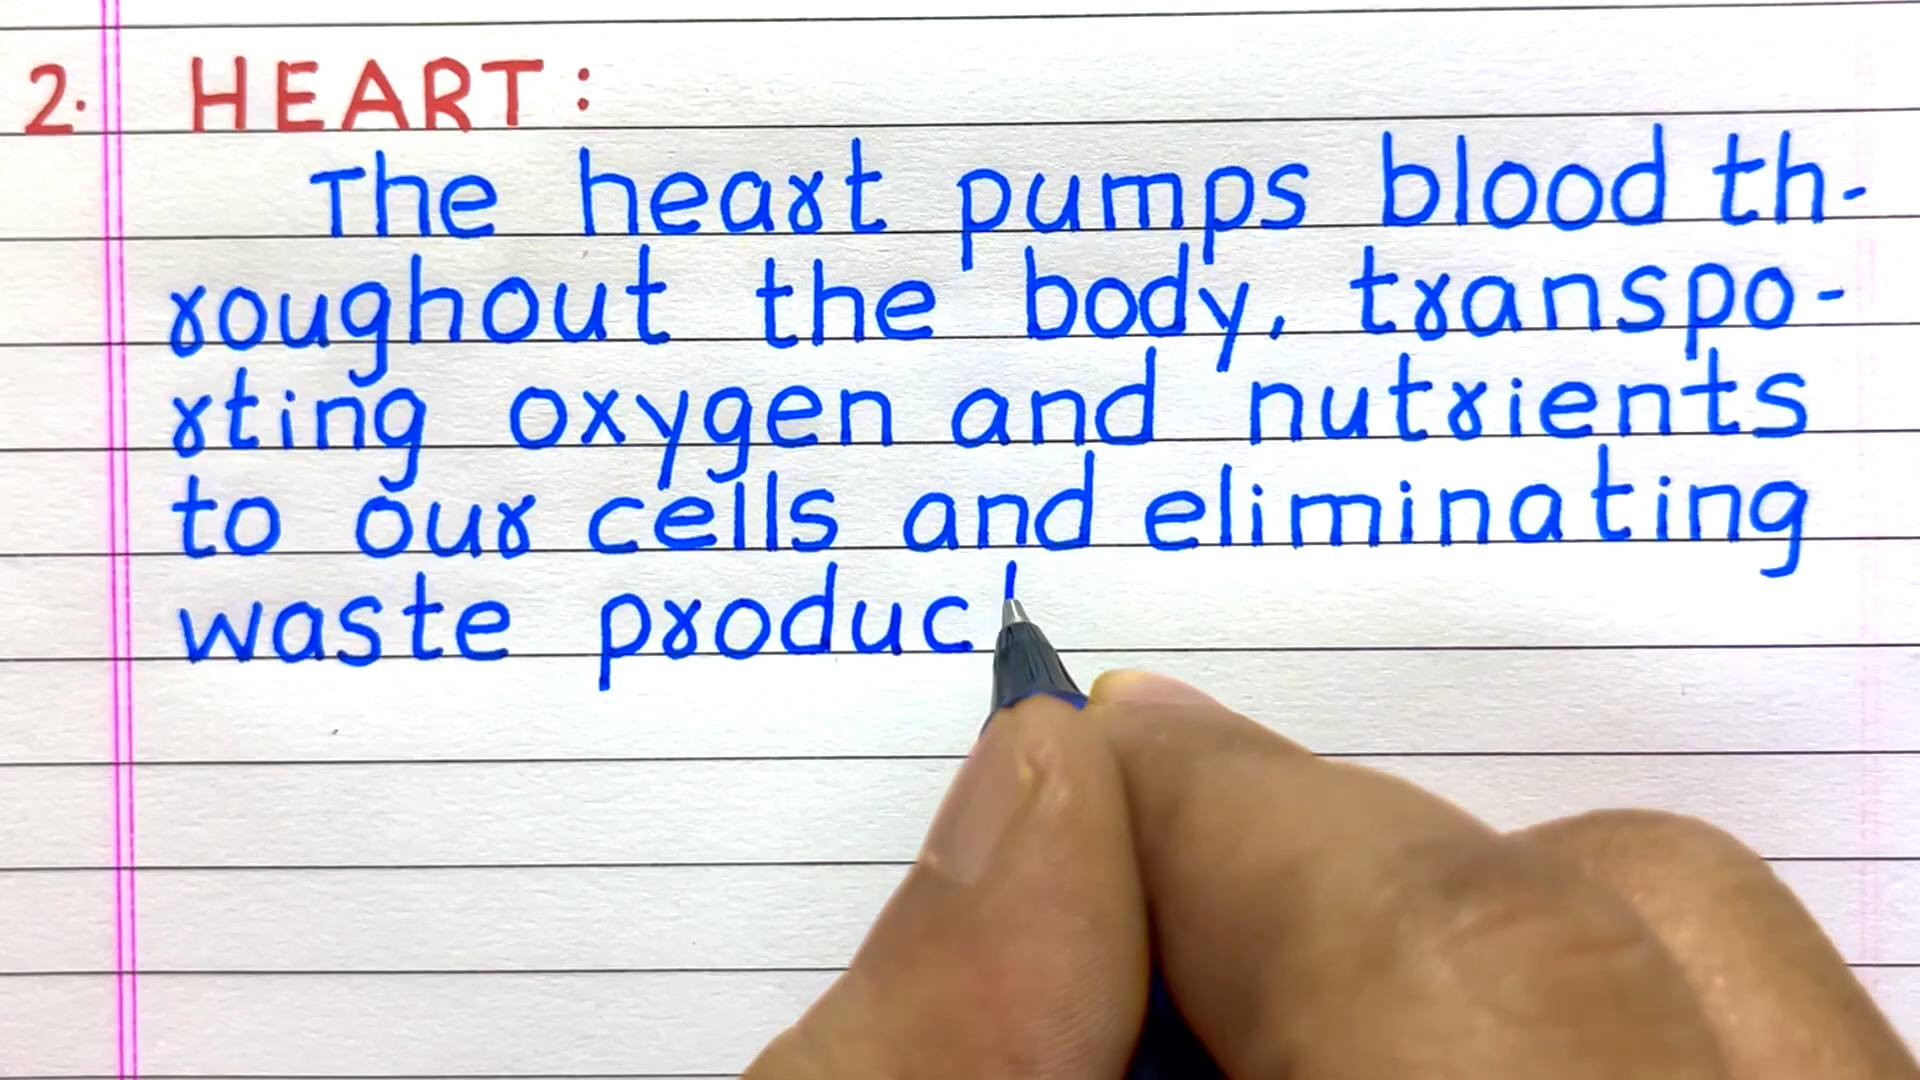 2. HEART:
The heart pumps blood th-
roughout the body, transpo-
rting oxygen and nutrients
to our cells and eliminating
waste produc